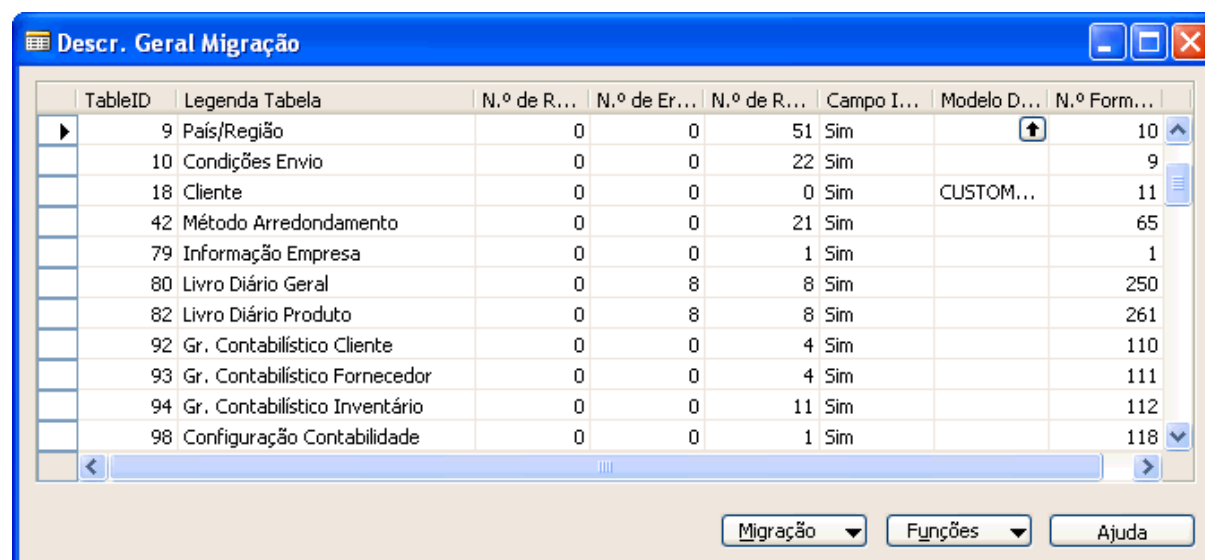 Descr. Geral Migração
TableID Legenda Tabela N.º de R... N.º de Er... N.º de R... Campo I... Modelo D... N.º Form...
9 País/Região 0 0 51 Sim 10
10 Condições Envio 0 0 22 Sim 9
18 Cliente 0 0 0 Sim CUSTOM... 11
42 Método Arredondamento 0 0 21 Sim 65
79 Informação Empresa 0 0 1 Sim 1
80 Livro Diário Geral 0 8 8 Sim 250
82 Livro Diário Produto 0 8 8 Sim 261
92 Gr. Contabilístico Cliente 0 0 4 Sim 110
93 Gr. Contabilístico Fornecedor 0 0 4 Sim 111
94 Gr. Contabilístico Inventário 0 0 11 Sim 112
98 Configuração Contabilidade 0 0 1 Sim 118
Migração Funções Ajuda